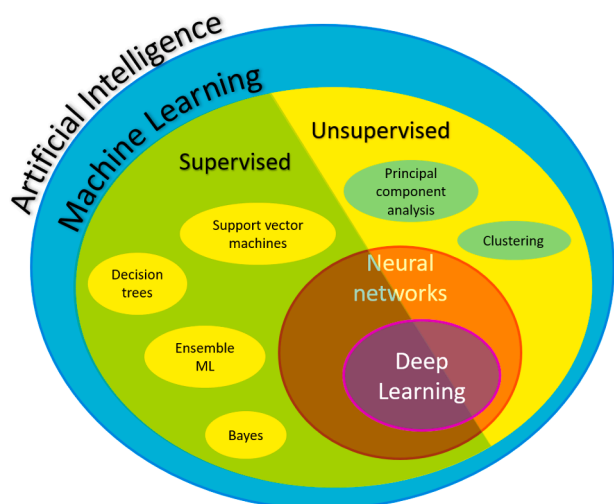 Artificial Intelligence
Machine Learning
Unsupervised
Supervised
Principal
component
analysis
Support vector
machines
Clustering
Decision
trees
Neural
networks
Ensemble
ML
Deep
Learning
Bayes